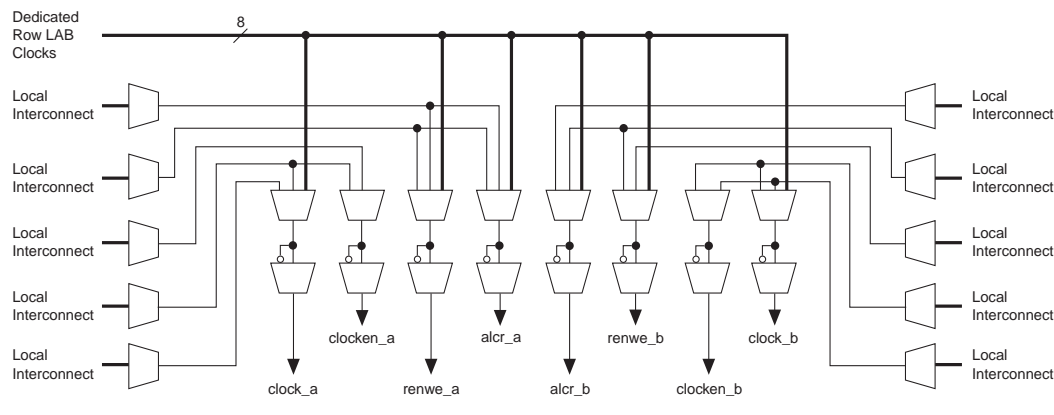 Dedicated
Row LAB
Clocks
8
Local
Interconnect
Local
Interconnect
Local
Interconnect
Local
Interconnect
Local
Interconnect
Local
Interconnect
Local
Interconnect
Local
Interconnect
Local
Interconnect
Local
Interconnect
clocken_a
alcr_a
renwe_b
clock_b
clock_a
renwe_a
alcr_b
clocken_b